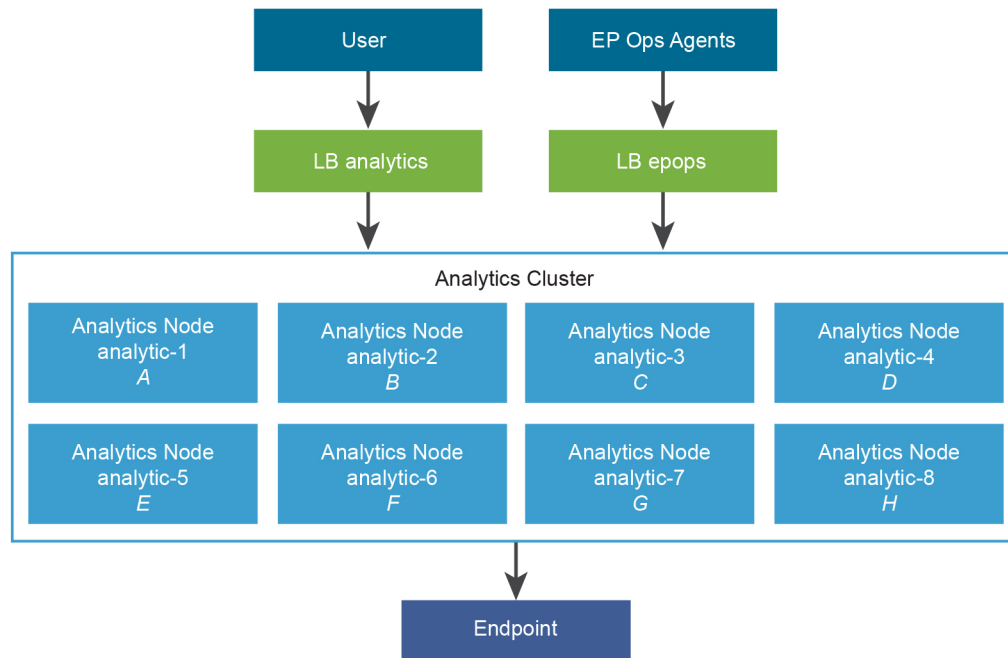 User
EP Ops Agents
LB analytics
LB epops
Analytics Cluster
Analytics Node
analytic-1
A
Analytics Node
analytic-2
B
Analytics Node
analytic-3
C
Analytics Node
analytic-4
D
Analytics Node
analytic-5
E
Analytics Node
analytic-6
F
Analytics Node
analytic-7
G
Analytics Node
analytic-8
H
Endpoint